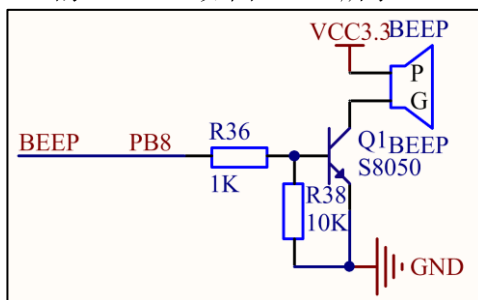 VCC3.3 BEEP
P
G
BEEP PB8 R36
1K
Q1 BEEP
S8050
R38
10K
GND